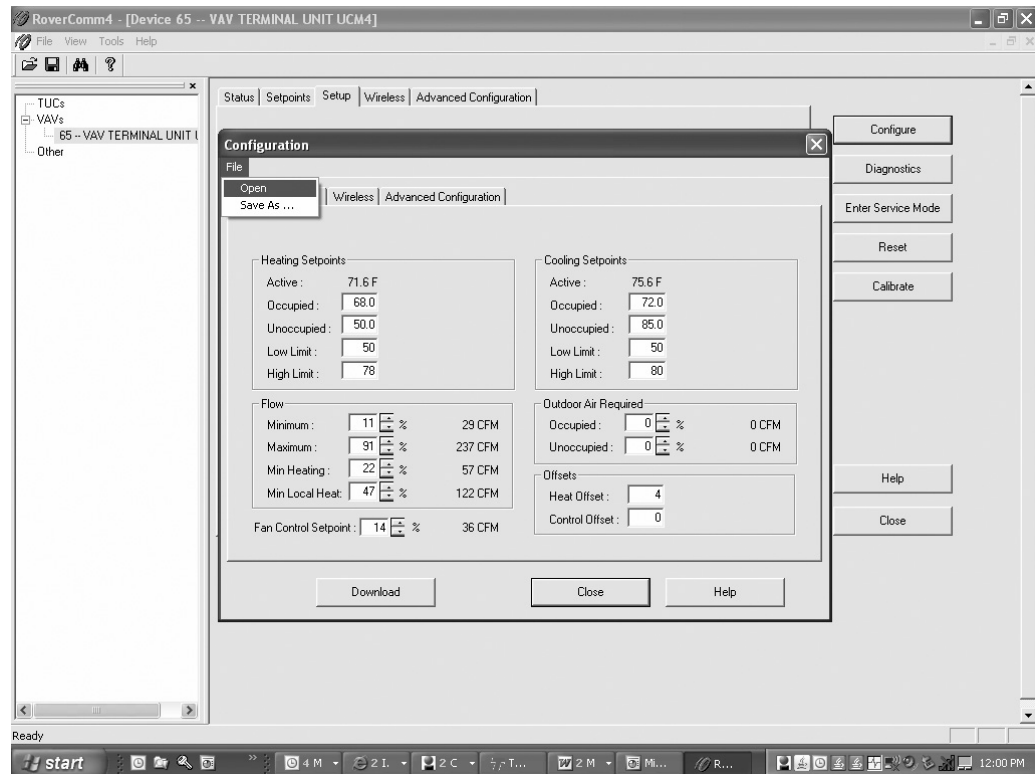 RoverComm4 - [Device 65 -- VAV TERMINAL UNIT UCM4]
File View Tools Help
TUCs
VAVs
65 -- VAV TERMINAL UNIT
Other
Status Setpoints Setup Wireless Advanced Configuration
Configure
Diagnostics
Enter Service Mode
Reset
Calibrate
Help
Close
Configuration
File
Open
Save As ...
Wireless Advanced Configuration
Heating Setpoints
Active : 71.6 F
Occupied : 68.0
Unoccupied : 50.0
Low Limit : 50
High Limit : 78
Cooling Setpoints
Active : 75.6 F
Occupied : 72.0
Unoccupied : 85.0
Low Limit : 50
High Limit : 80
Flow
Minimum : 11 % 29 CFM
Maximum : 91 % 237 CFM
Min Heating : 22 % 57 CFM
Min Local Heat: 47 % 122 CFM
Fan Control Setpoint : 14 % 36 CFM
Outdoor Air Required
Occupied : 0 % 0 CFM
Unoccupied : 0 % 0 CFM
Offsets
Heat Offset : 4
Control Offset : 0
Download Close Help
Ready
start 4 M 2 I. 2 C T... 2 M Mi... R... 12:00 PM